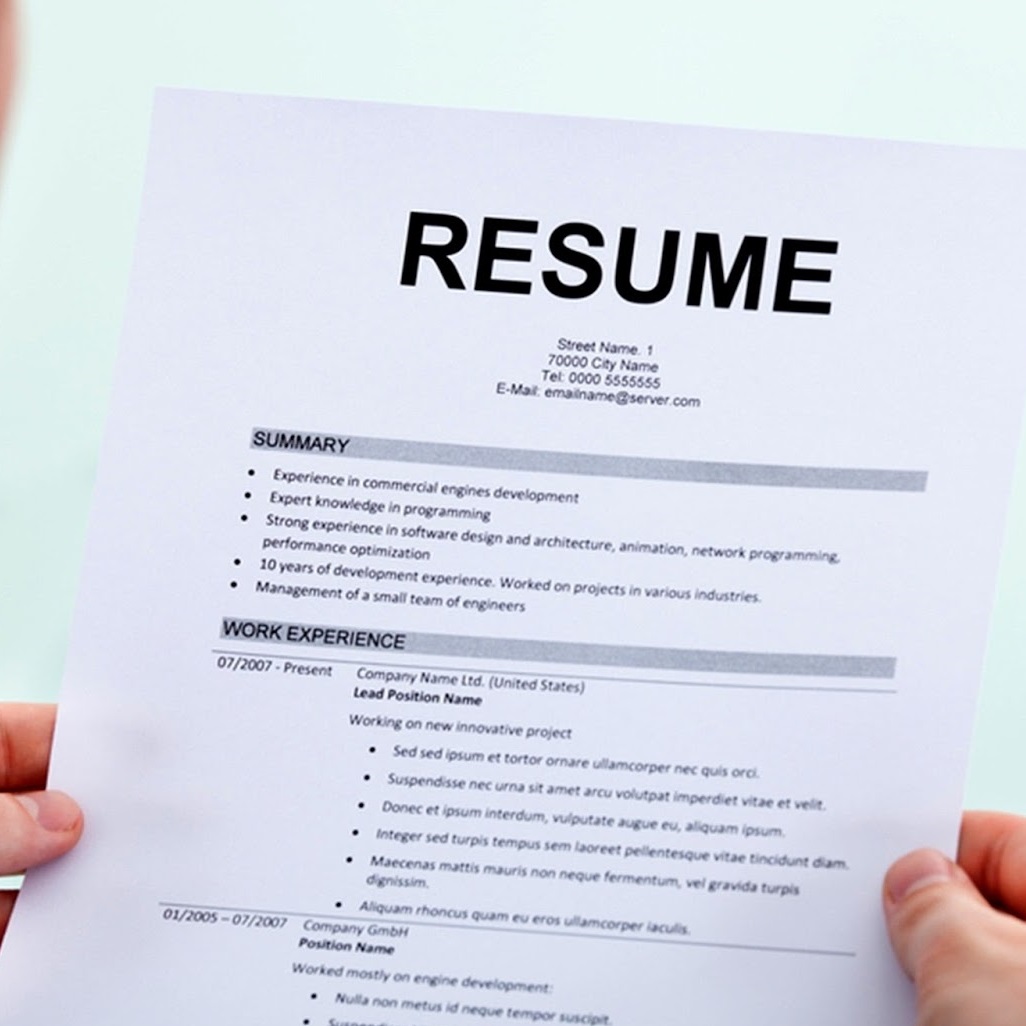 RESUME
Street Name. 1
70000 City Name
Tel: 0000 5555555
E-Mail: emailname@server.com
SUMMARY
• Experience in commercial engines development
• Expert knowledge in programming
• Strong experience in software design and architecture, animation, network programming,
performance optimization
• 10 years of development experience. Worked on projects in various industries.
• Management of a small team of engineers
WORK EXPERIENCE
07/2007 - Present Company Name Ltd. (United States)
Lead Position Name
Working on new innovative project
• Sed sed ipsum et tortor ornare ullamcorper nec quis orci.
• Suspendisse nec urna sit amet arcu volutpat imperdiet vitae et velit.
• Donec et ipsum interdum, vulputate augue eu, aliquam ipsum.
• Integer sed turpis tempus sem laoreet pellentesque vitae tincidunt diam.
• Maecenas mattis mauris non neque fermentum, vel gravida turpis
dignissim.
• Aliquam rhoncus quam eu eros ullamcorper iaculis.
01/2005 – 07/2007 Company GmbH
Position Name
Worked mostly on engine development:
• Nulla non metus id neque tempor suscipit.